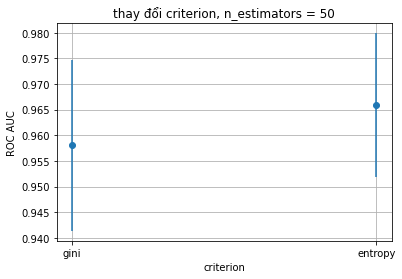 thay đổi criterion, n_estimators = 50
0.980
0.975
0.970
0.965
0.960
0.955
0.950
0.945
0.940
ROC AUC
gini
entropy
criterion